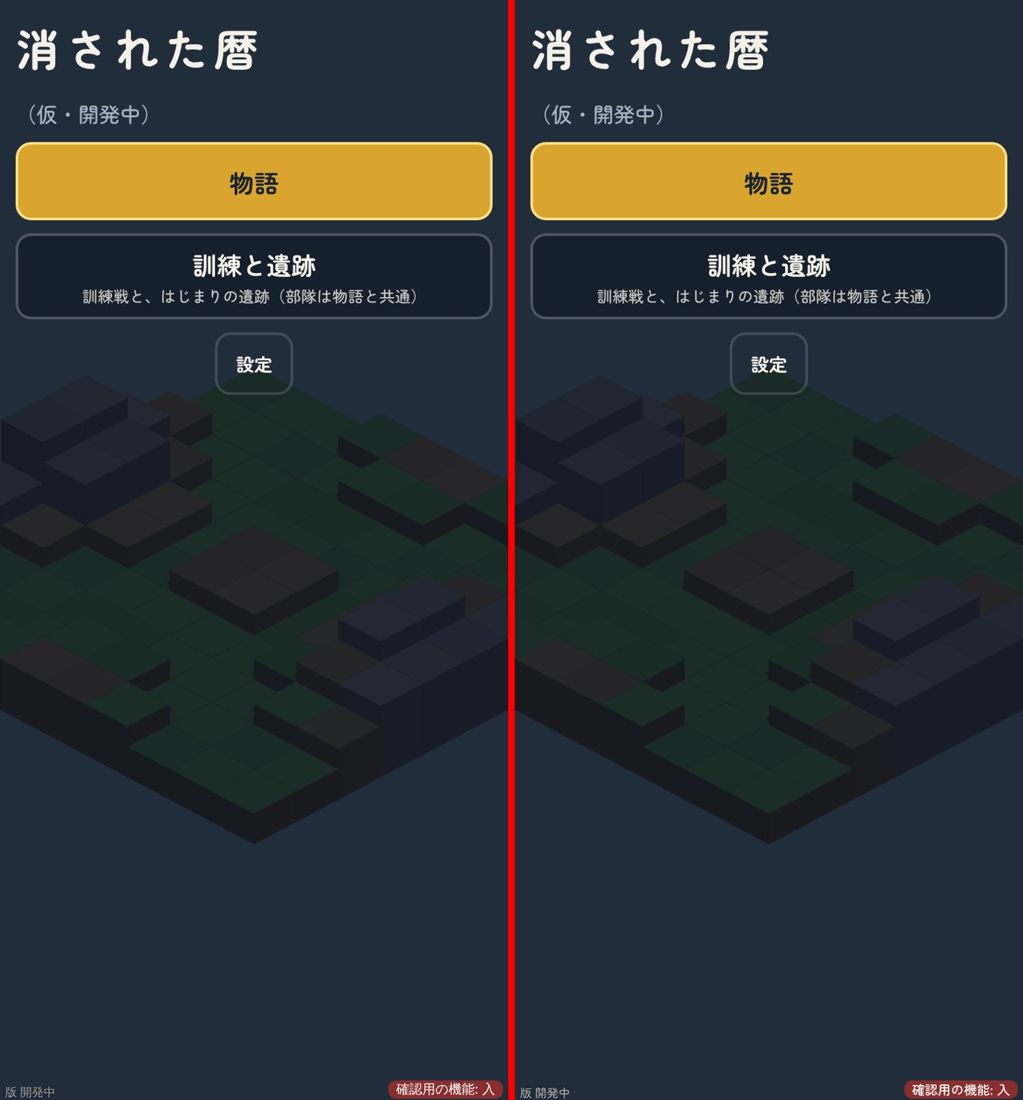 消された暦
（仮・開発中）
物語
訓練と遺跡
訓練戦と、はじまりの遺跡（部隊は物語と共通）
設定
版 開発中
確認用の機能: 入
消された暦
（仮・開発中）
物語
訓練と遺跡
訓練戦と、はじまりの遺跡（部隊は物語と共通）
設定
版 開発中
確認用の機能: 入